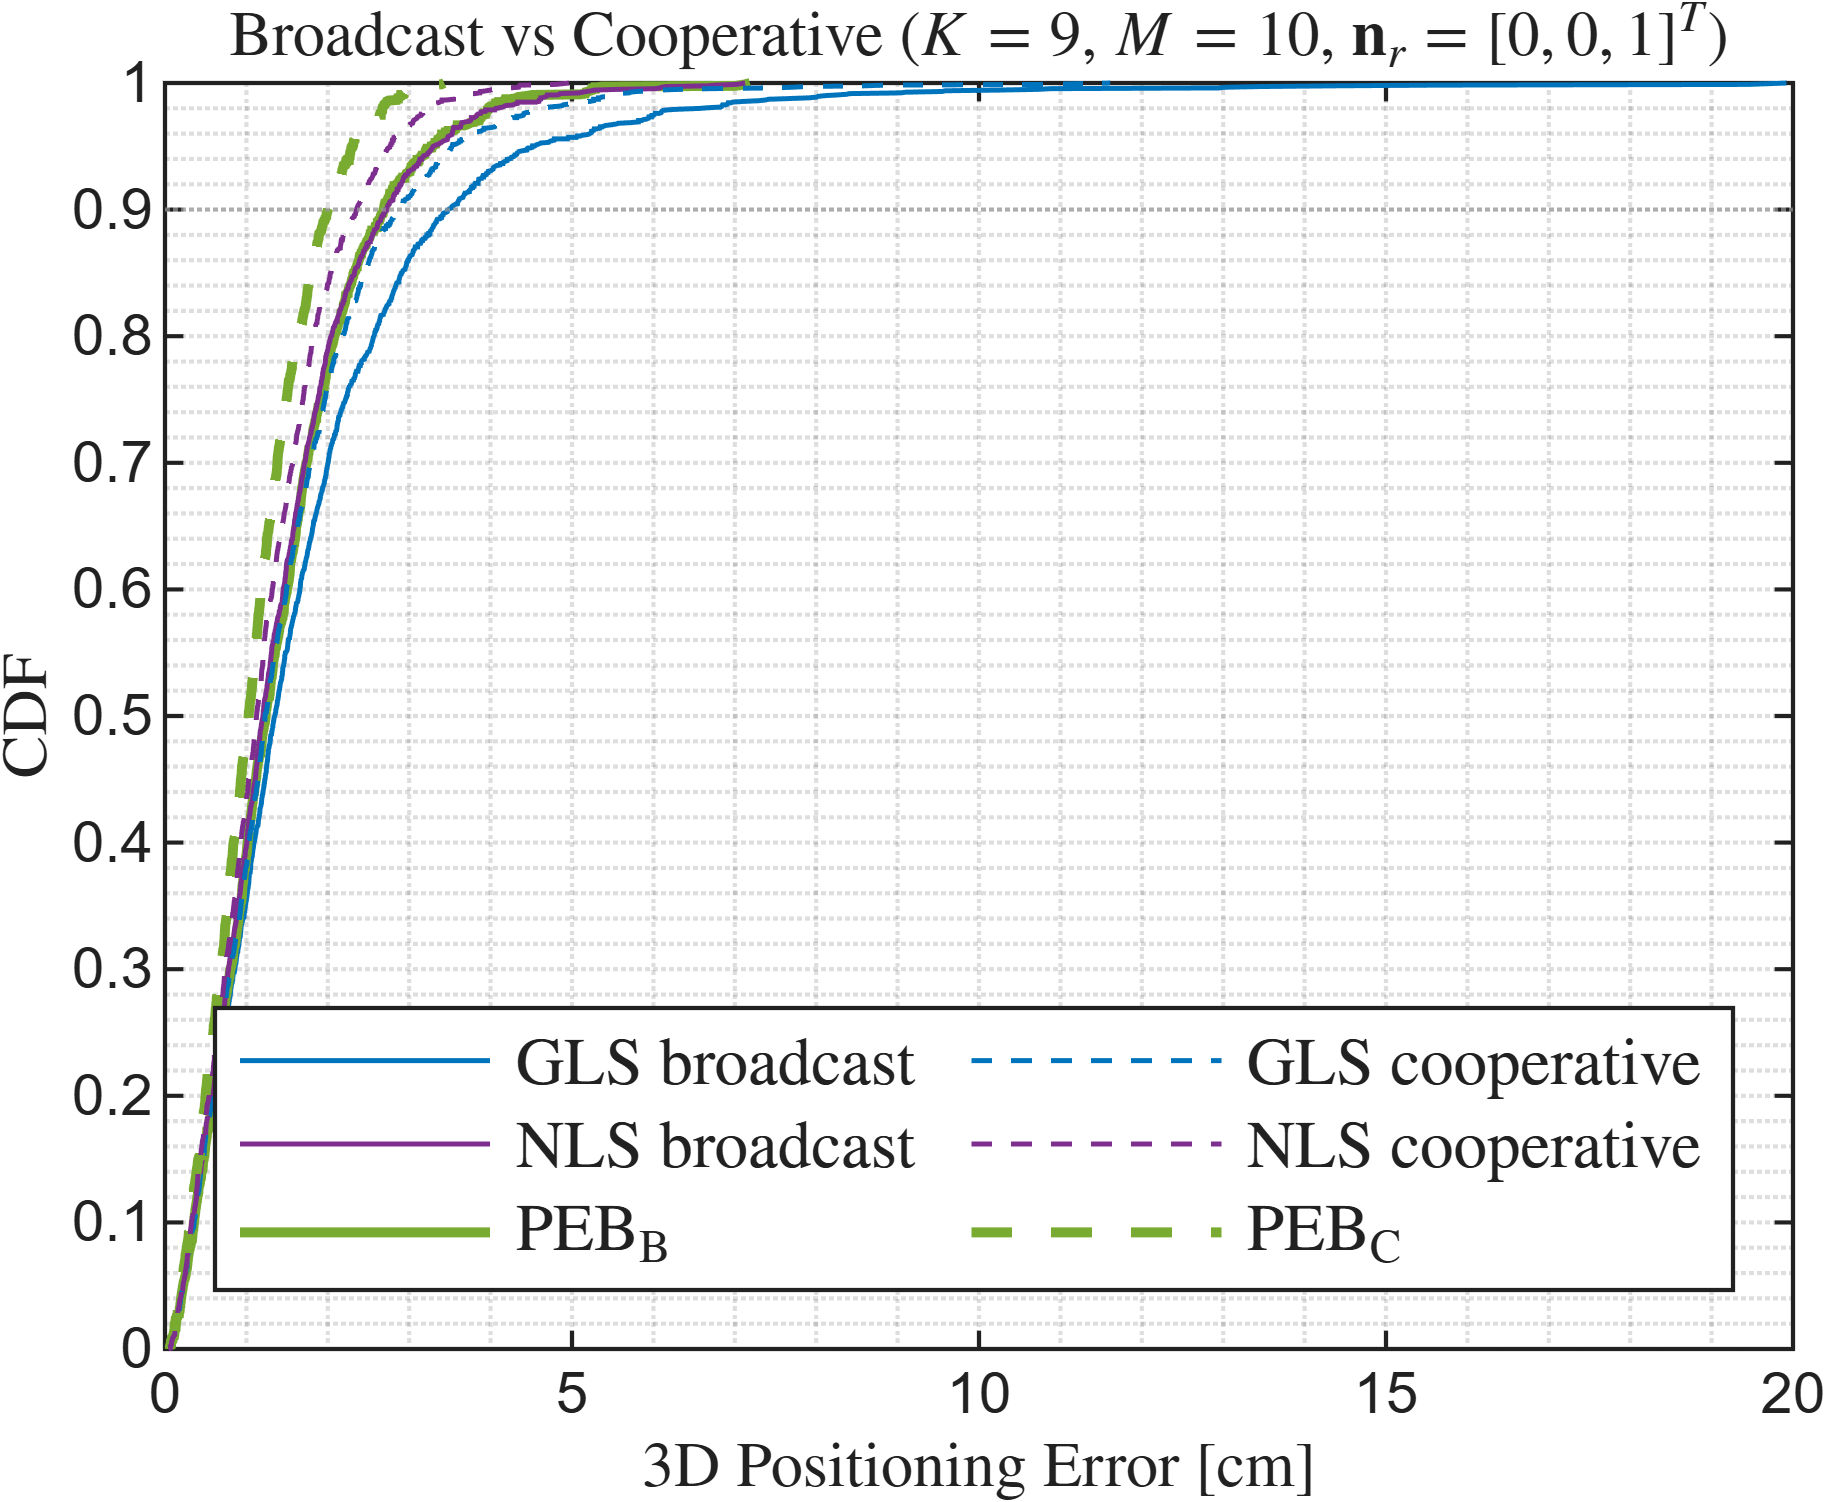 Broadcast vs Cooperative (K = 9, M = 10, nᵣ = [0, 0, 1]ᵀ)
1
0.9
0.8
0.7
0.6
0.5
0.4
0.3
0.2
0.1
0
CDF
GLS broadcast GLS cooperative
NLS broadcast NLS cooperative
PEB_B PEB_C
0 5 10 15 20
3D Positioning Error [cm]